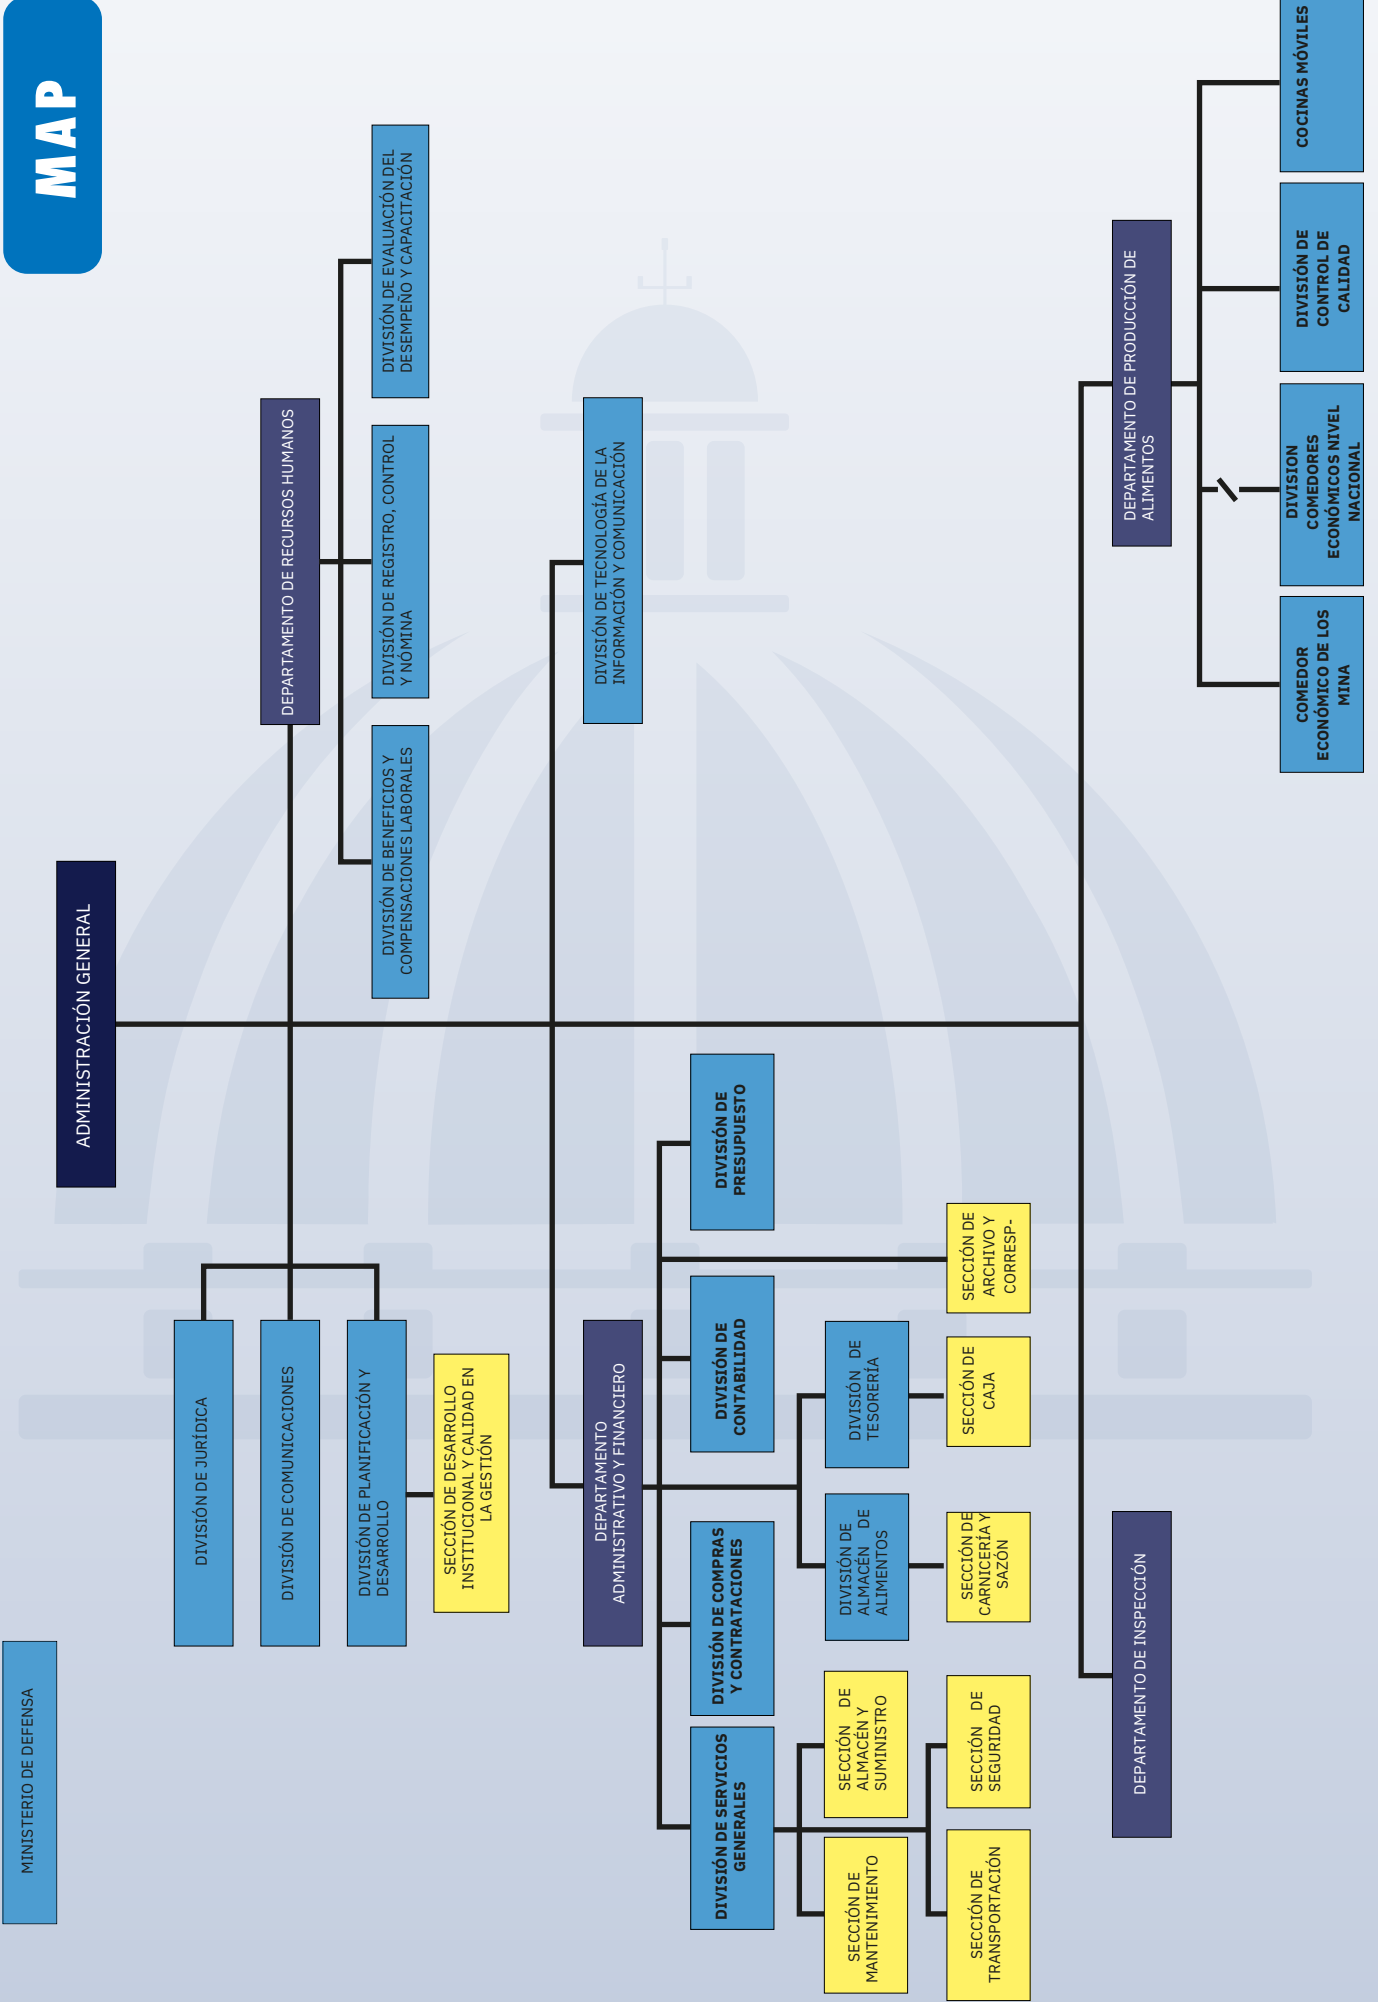 MINISTERIO DE DEFENSA
MAP
ADMINISTRACIÓN GENERAL
DIVISIÓN DE JURÍDICA
DIVISIÓN DE COMUNICACIONES
DIVISIÓN DE PLANIFICACIÓN Y
DESARROLLO
SECCIÓN DE DESARROLLO
INSTITUCIONAL Y CALIDAD EN
LA GESTIÓN
DEPARTAMENTO DE RECURSOS HUMANOS
DIVISIÓN DE BENEFICIOS Y
COMPENSACIONES LABORALES
DIVISIÓN DE REGISTRO, CONTROL
Y NÓMINA
DIVISIÓN DE EVALUACIÓN DEL
DESEMPEÑO Y CAPACITACIÓN
DEPARTAMENTO
ADMINISTRATIVO Y FINANCIERO
DIVISIÓN DE TECNOLOGÍA DE LA
INFORMACIÓN Y COMUNICACIÓN
DIVISIÓN DE SERVICIOS
GENERALES
DIVISIÓN DE COMPRAS
Y CONTRATACIONES
DIVISIÓN DE
CONTABILIDAD
DIVISIÓN DE
PRESUPUESTO
SECCIÓN DE
MANTENIMIENTO
SECCIÓN DE
ALMACÉN Y
SUMINISTRO
DIVISIÓN DE
ALMACÉN DE
ALIMENTOS
DIVISIÓN DE
TESORERÍA
SECCIÓN DE
TRANSPORTACIÓN
SECCIÓN DE
SEGURIDAD
SECCIÓN DE
CARNICERÍA Y
SAZÓN
SECCIÓN DE
CAJA
SECCIÓN DE
ARCHIVO Y
CORRESP-
DEPARTAMENTO DE INSPECCIÓN
DEPARTAMENTO DE PRODUCCIÓN DE
ALIMENTOS
COMEDOR
ECONÓMICO DE LOS
MINA
DIVISION
COMEDORES
ECONÓMICOS NIVEL
NACIONAL
DIVISIÓN DE
CONTROL DE
CALIDAD
COCINAS MÓVILES